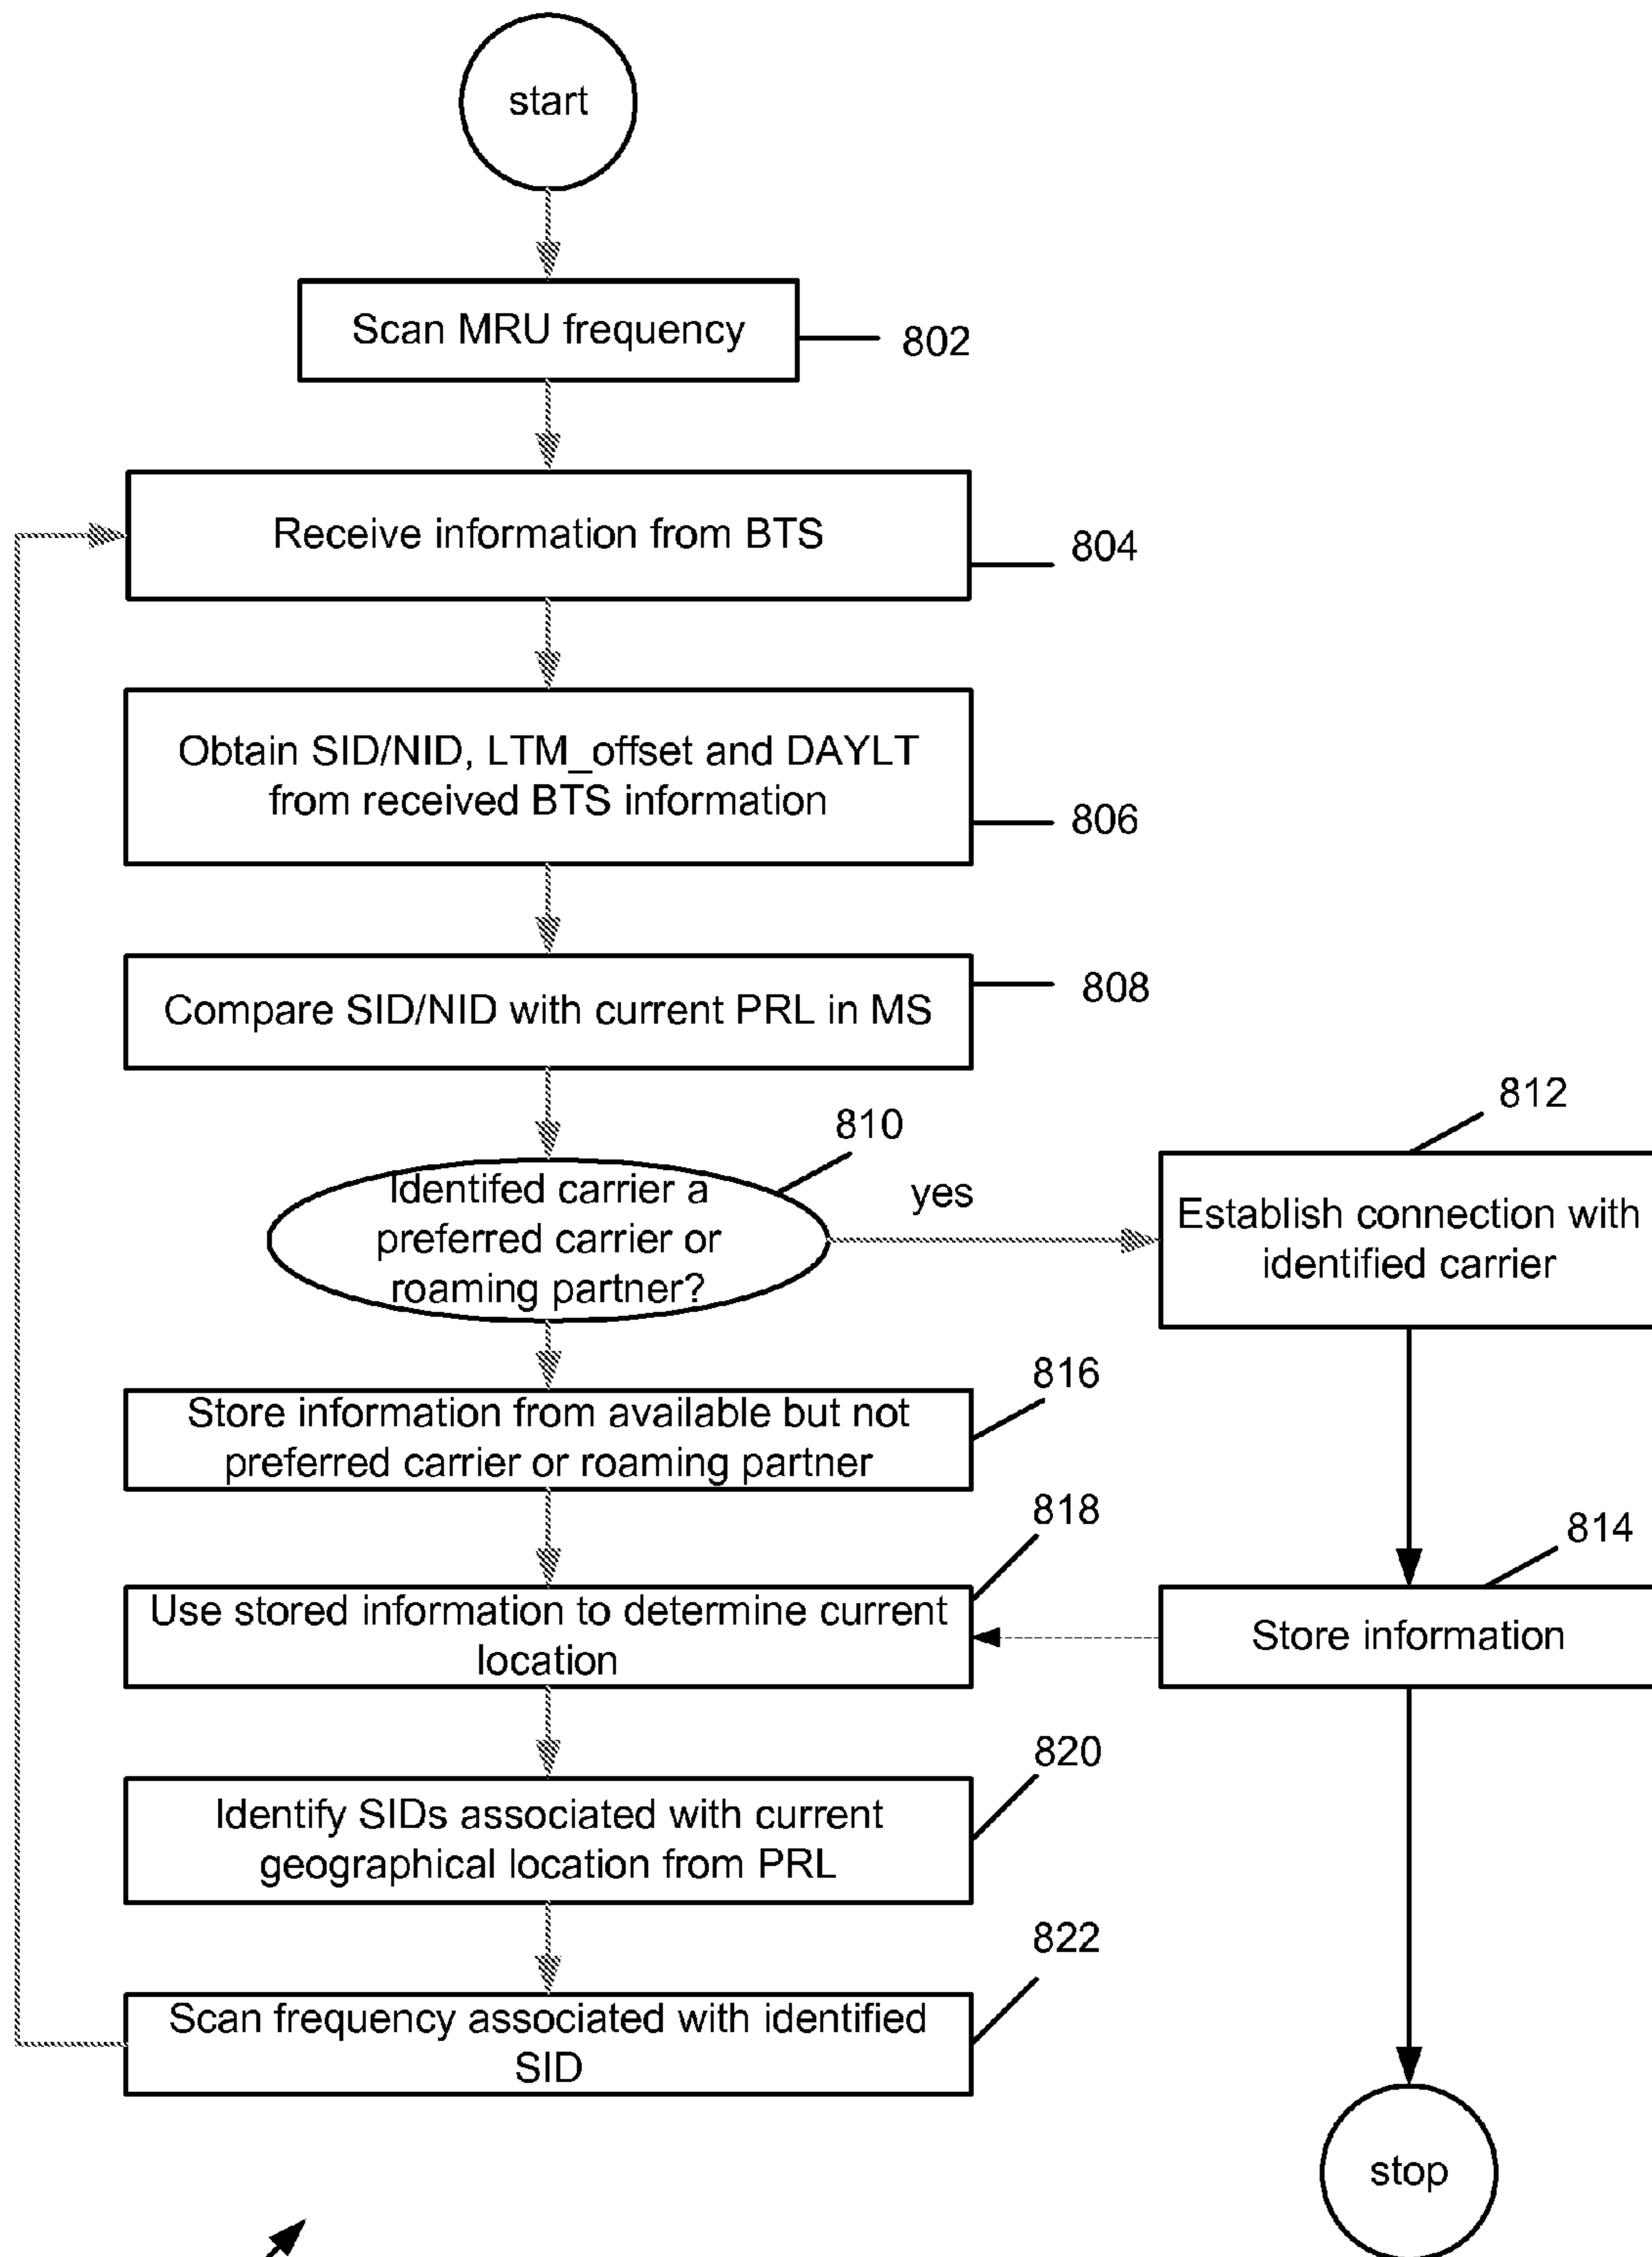 start
Scan MRU frequency
802
Receive information from BTS
804
Obtain SID/NID, LTM_offset and DAYLT
from received BTS information
806
Compare SID/NID with current PRL in MS
808
810
Identifed carrier a
preferred carrier or
roaming partner?
yes
812
Establish connection with
identified carrier
816
Store information from available but not
preferred carrier or roaming partner
818
Use stored information to determine current
location
814
Store information
820
Identify SIDs associated with current
geographical location from PRL
822
Scan frequency associated with identified
SID
stop